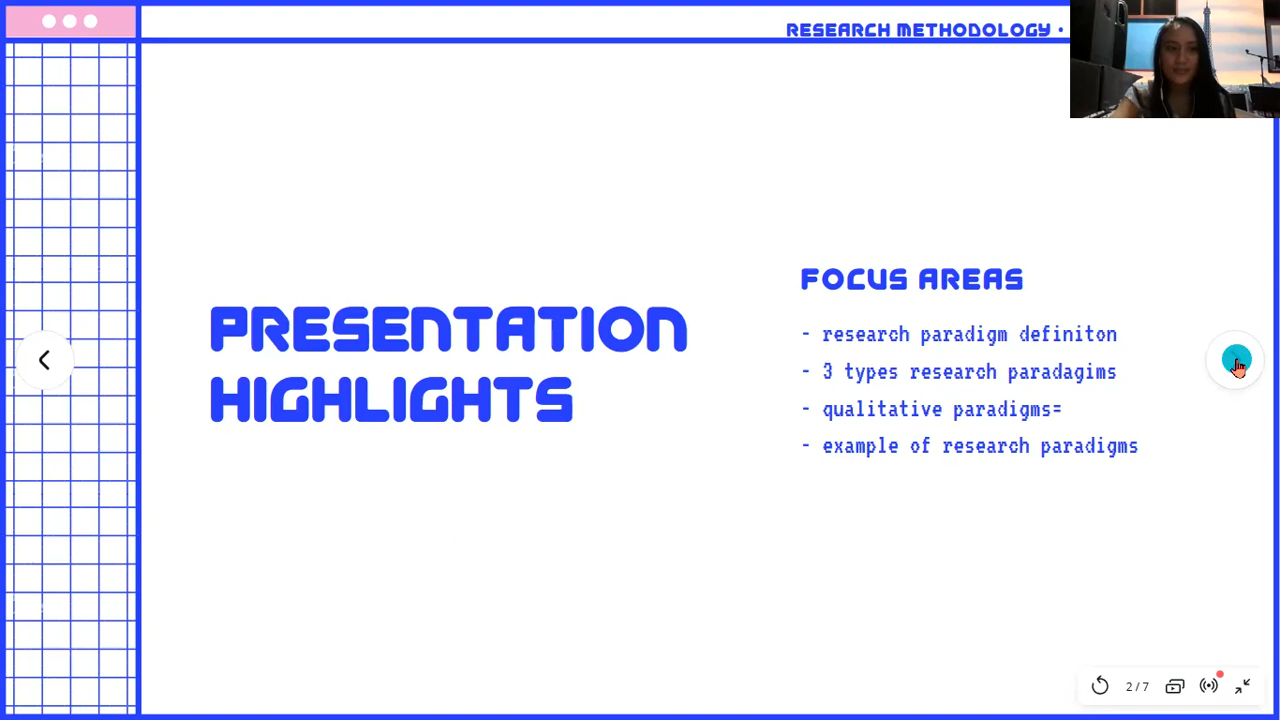 RESEARCH METHODOLOGY •
PRESENTATION
HIGHLIGHTS
FOCUS AREAS
- research paradigm definiton
- 3 types research paradagims
- qualitative paradigms=
- example of research paradigms
2/7